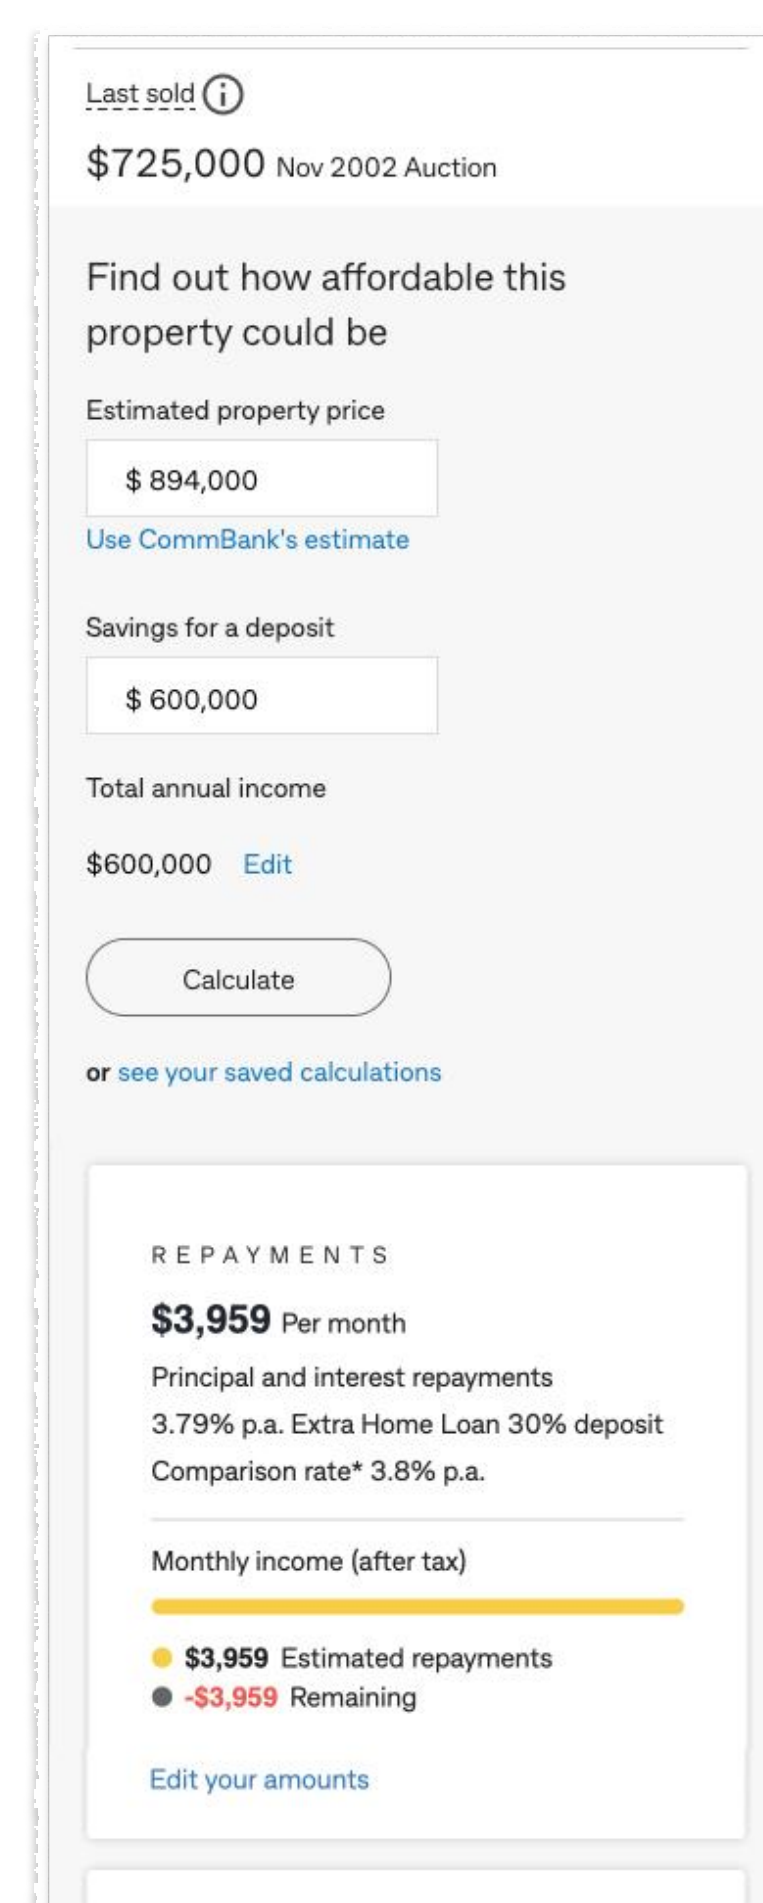 Last sold
$725,000 Nov 2002 Auction
Find out how affordable this
property could be
Estimated property price
$ 894,000
Use CommBank's estimate
Savings for a deposit
$ 600,000
Total annual income
$600,000 Edit
Calculate
or see your saved calculations
REPAYMENTS
$3,959 Per month
Principal and interest repayments
3.79% p.a. Extra Home Loan 30% deposit
Comparison rate* 3.8% p.a.
Monthly income (after tax)
$3,959 Estimated repayments
-$3,959 Remaining
Edit your amounts